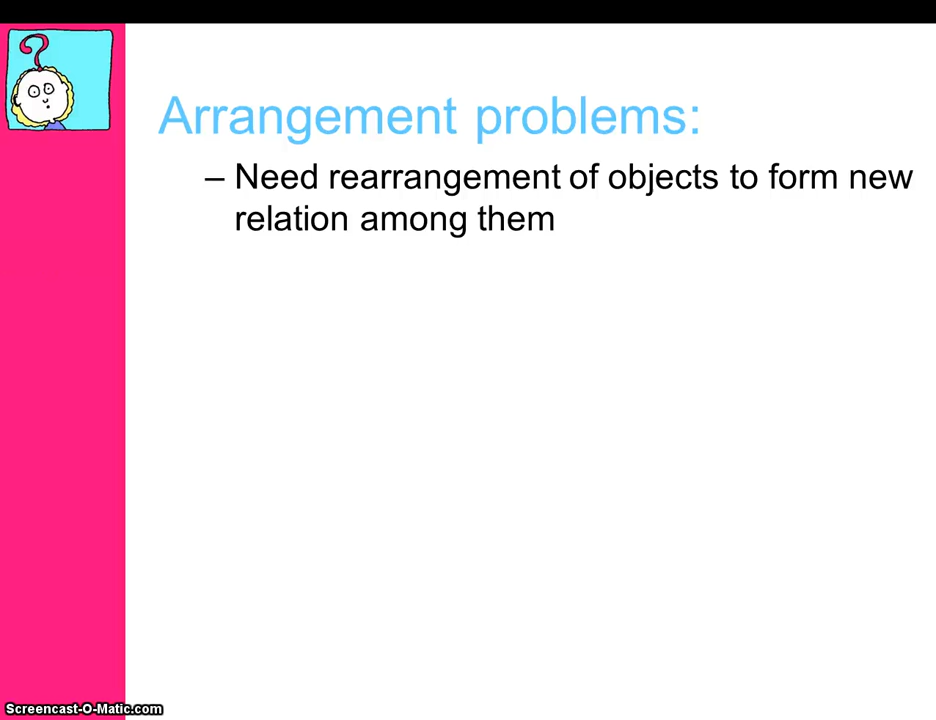 Arrangement problems:
– Need rearrangement of objects to form new
relation among them
Screencast-O-Matic.com